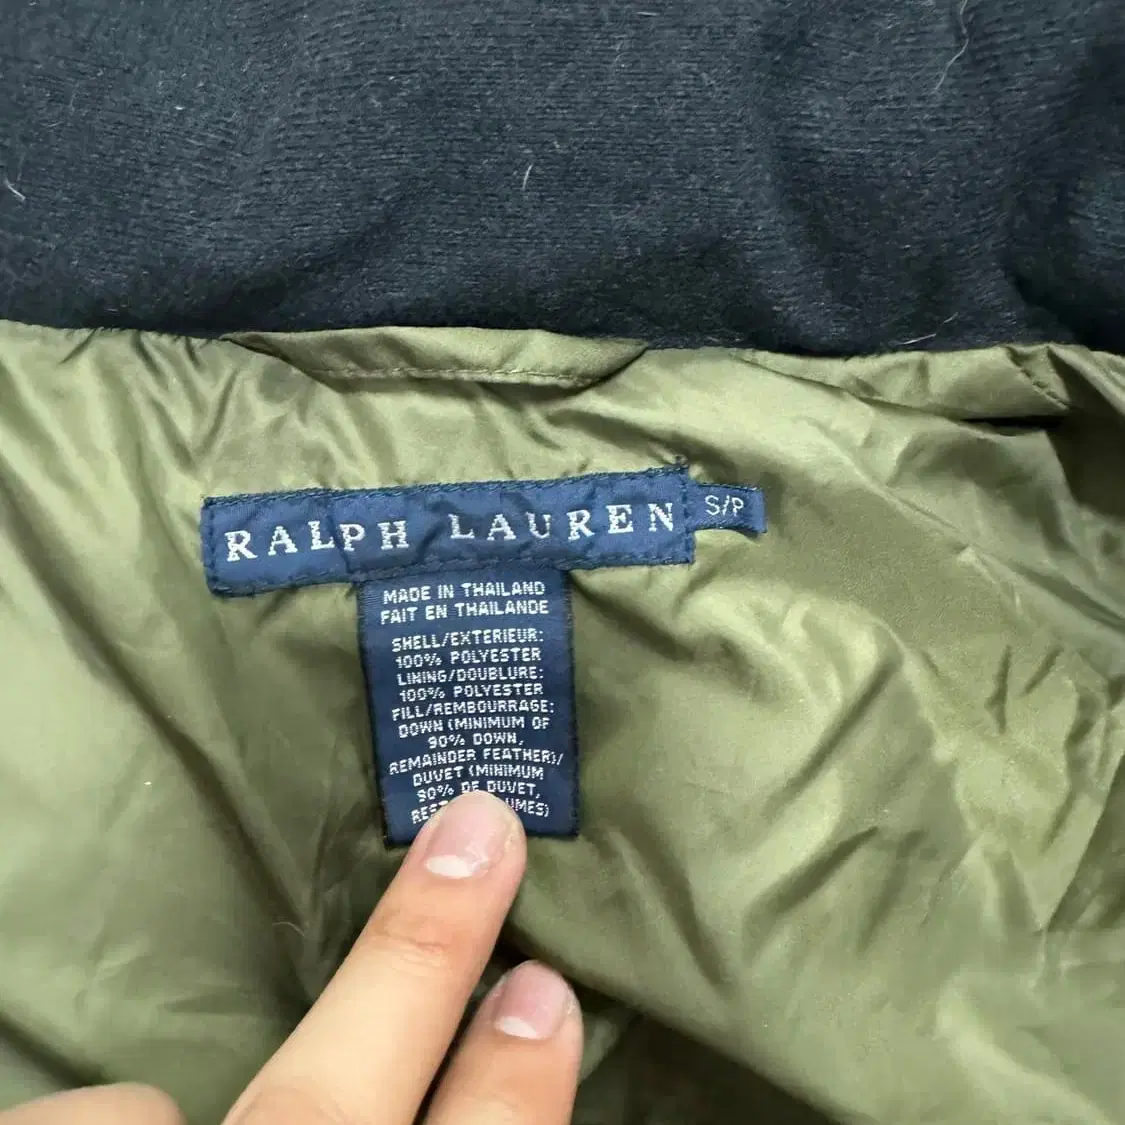 RALPH LAUREN S/P
MADE IN THAILAND
FAIT EN THAILANDE
SHELL/EXTERIEUR:
100% POLYESTER
LINING/DOUBLURE:
100% POLYESTER
FILL/REMBOURRAGE:
DOWN (MINIMUM OF
90% DOWN,
REMAINDER FEATHER)/
DUVET (MINIMUM
90% DE DUVET,